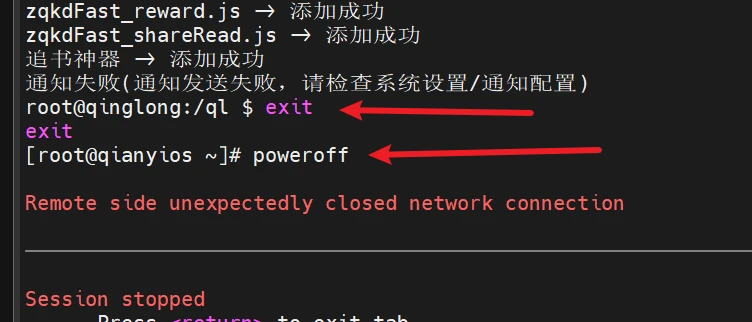 zqkdFast_reward.js → 添加成功
zqkdFast_shareRead.js → 添加成功
追书神器 → 添加成功
通知失败(通知发送失败，请检查系统设置/通知配置)
root@qinglong:/ql $ exit
exit
[root@qianyios ~]# poweroff
Remote side unexpectedly closed network connection
Session stopped
Press <return> to exit tab